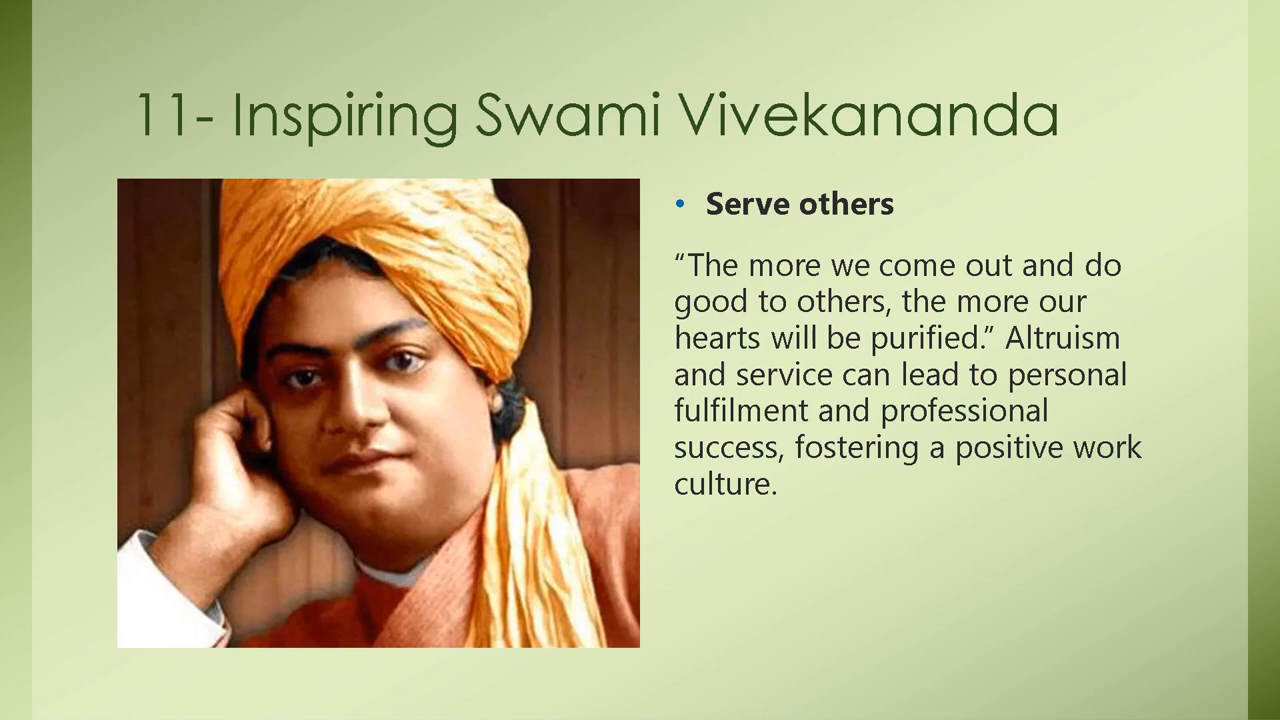 11- Inspiring Swami Vivekananda
• Serve others
“The more we come out and do
good to others, the more our
hearts will be purified.” Altruism
and service can lead to personal
fulfilment and professional
success, fostering a positive work
culture.